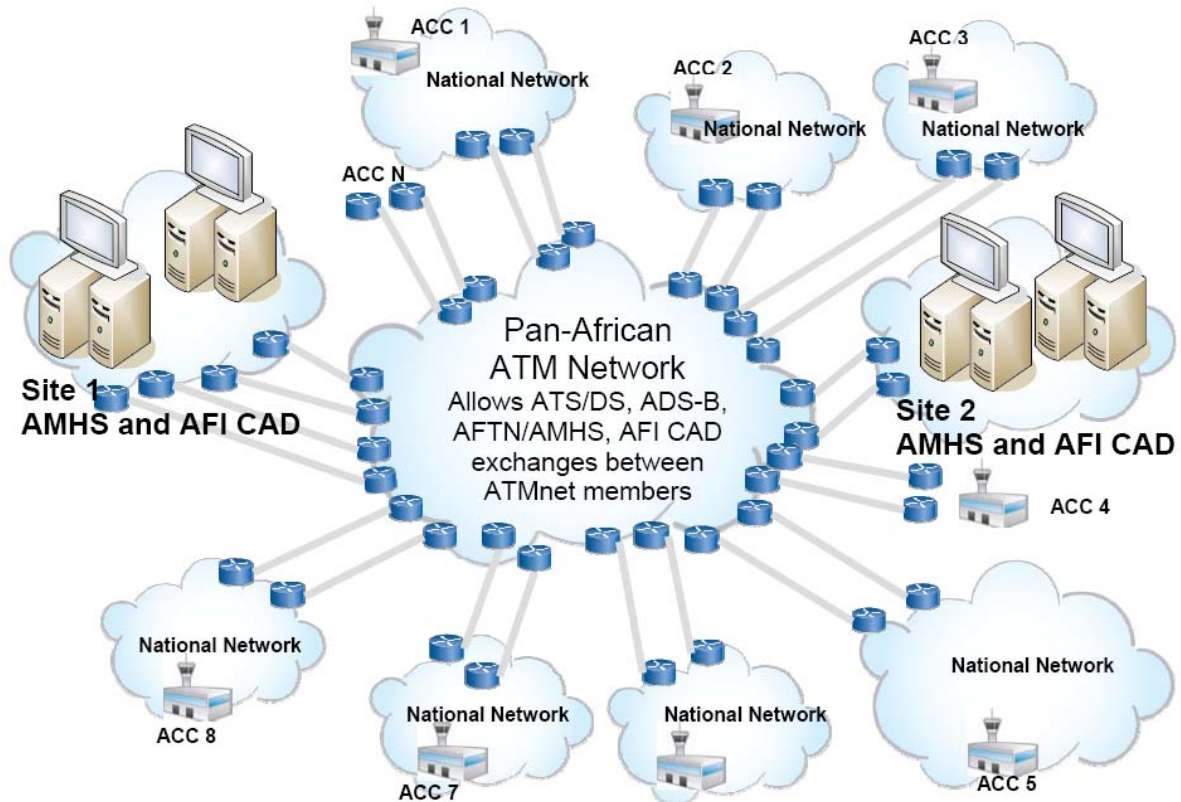 ACC 1
National Network
ACC 2
National Network
ACC 3
National Network
ACC N
Site 1
AMHS and AFI CAD
Pan-African
ATM Network
Allows ATS/DS, ADS-B,
AFTN/AMHS, AFI CAD
exchanges between
ATMnet members
Site 2
AMHS and AFI CAD
ACC 4
National Network
ACC 8
National Network
ACC 7
National Network
National Network
ACC 5